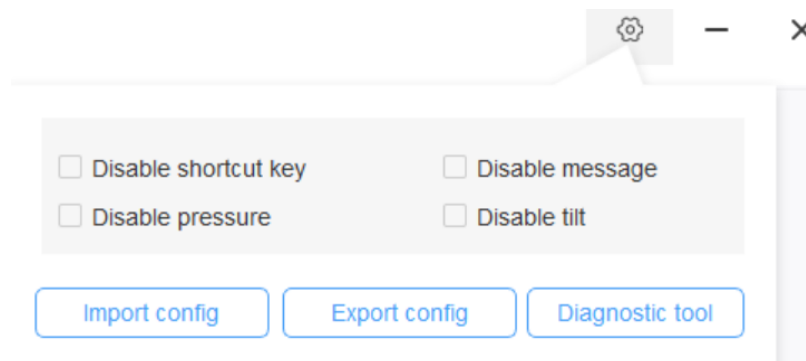 Disable shortcut key Disable message
Disable pressure Disable tilt
Import config Export config Diagnostic tool